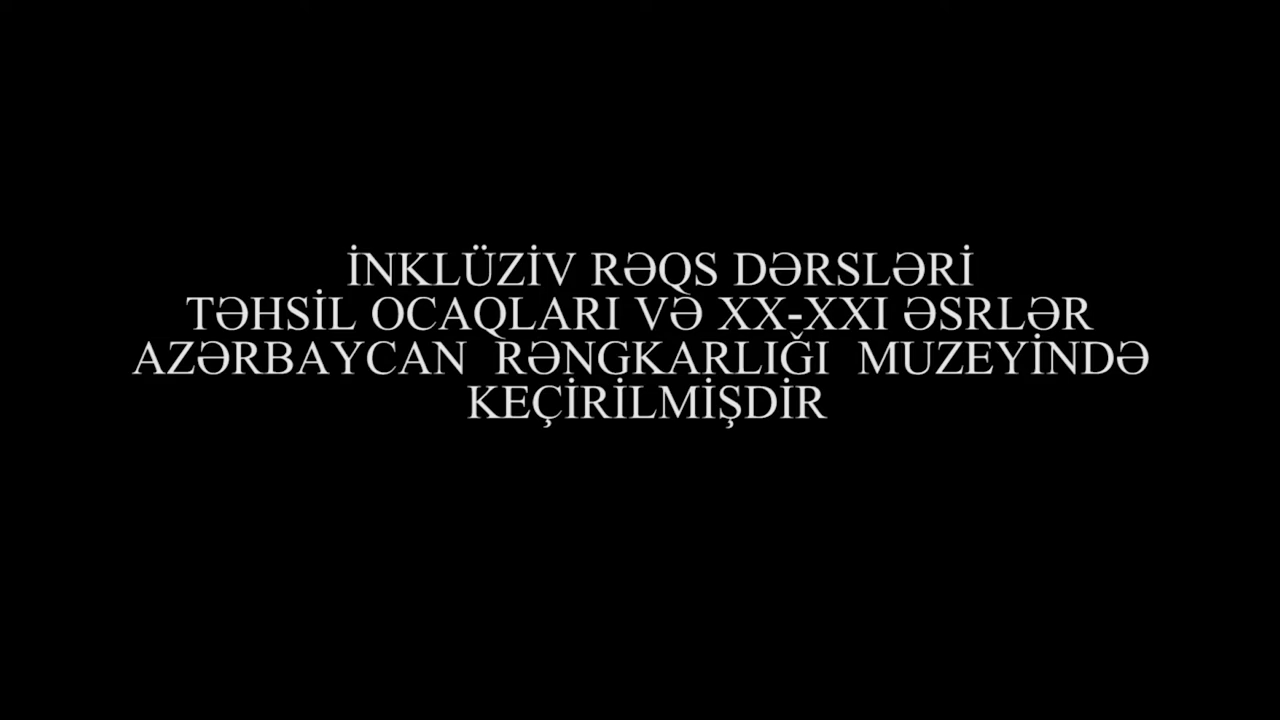 İNKLÜZİV RƏQS DƏRSLƏRİ
TƏHSİL OCAQLARI VƏ XX-XXI ƏSRLƏR
AZƏRBAYCAN RƏNGKARLIĞI MUZEYİNDƏ
KEÇİRİLMİŞDİR